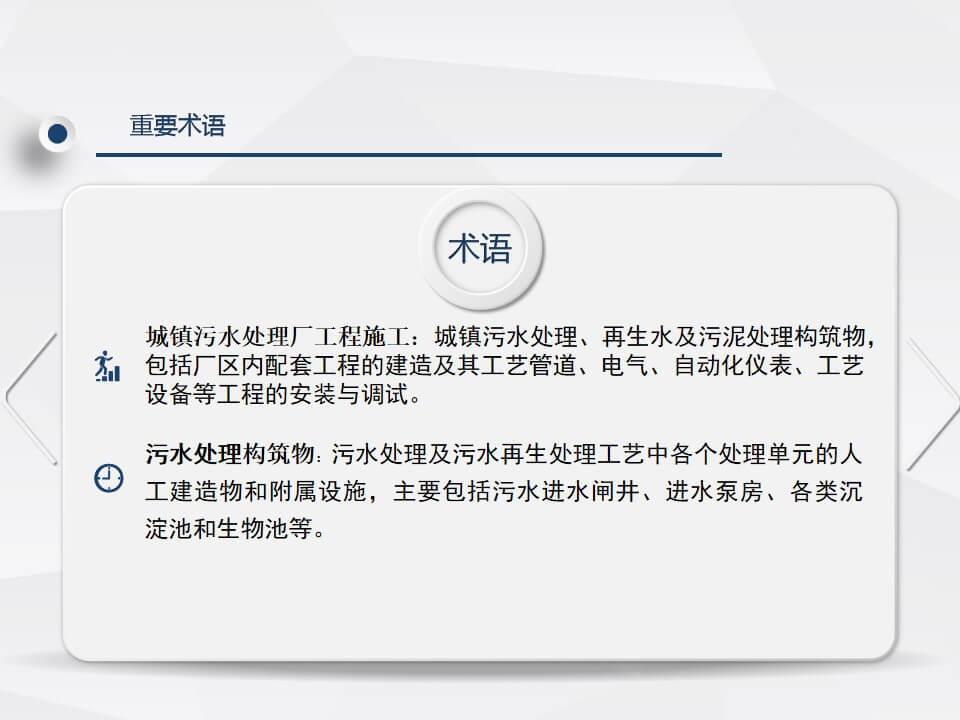 重要术语
术语
城镇污水处理厂工程施工：城镇污水处理、再生水及污泥处理构筑物，
包括厂区内配套工程的建造及其工艺管道、电气、自动化仪表、工艺
设备等工程的安装与调试。
污水处理构筑物: 污水处理及污水再生处理工艺中各个处理单元的人
工建造物和附属设施，主要包括污水进水闸井、进水泵房、各类沉
淀池和生物池等。